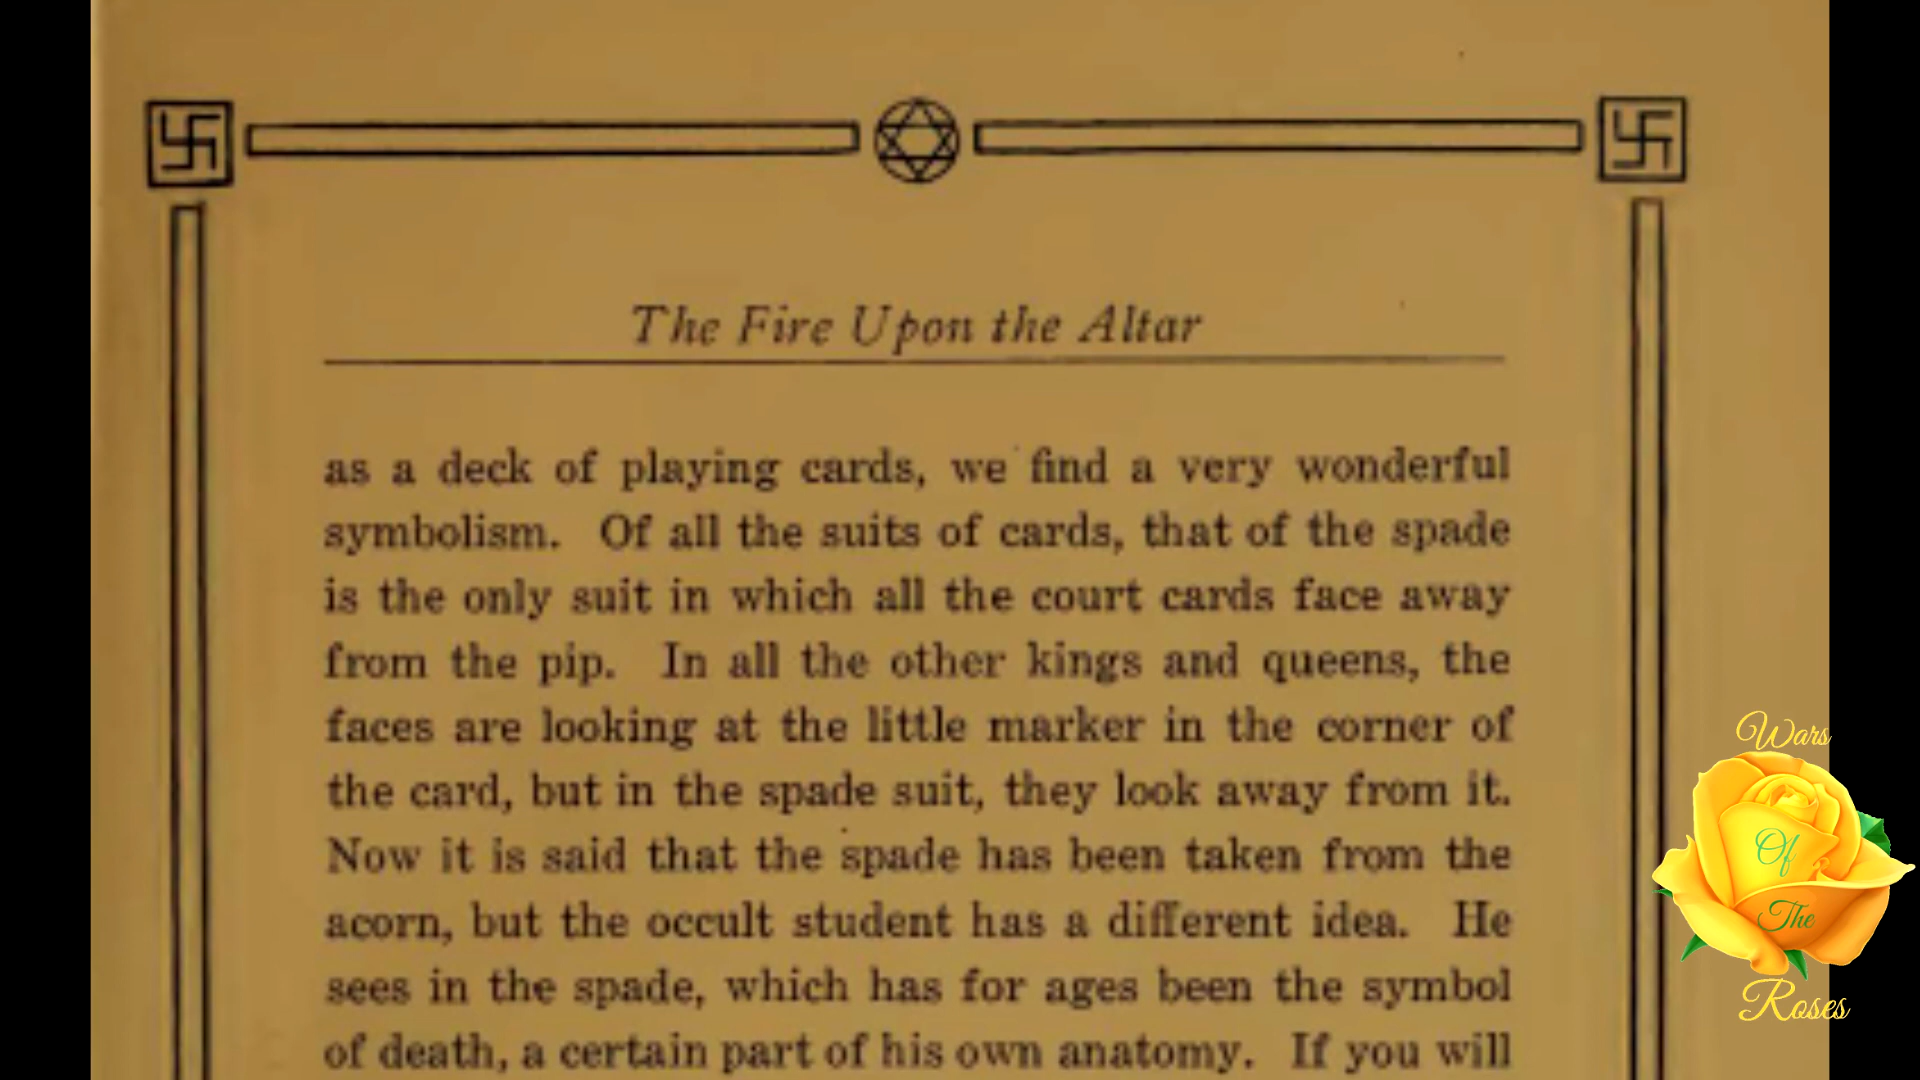 The Fire Upon the Altar
as a deck of playing cards, we find a very wonderful
symbolism. Of all the suits of cards, that of the spade
is the only suit in which all the court cards face away
from the pip. In all the other kings and queens, the
faces are looking at the little marker in the corner of
the card, but in the spade suit, they look away from it.
Now it is said that the spade has been taken from the
acorn, but the occult student has a different idea. He
sees in the spade, which has for ages been the symbol
of death, a certain part of his own anatomy. If you will
Wars
Of
The
Roses